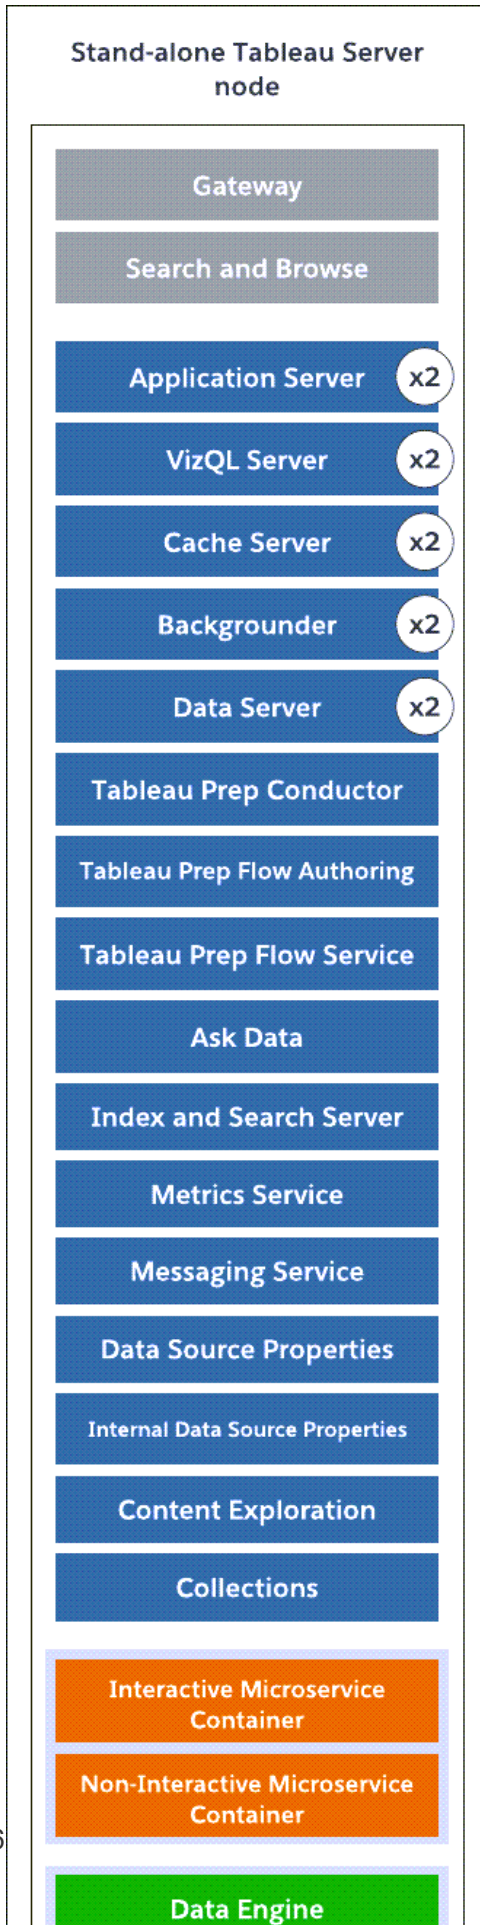 Stand-alone Tableau Server
node
Gateway
Search and Browse
Application Server x2
VizQL Server x2
Cache Server x2
Backgrounder x2
Data Server x2
Tableau Prep Conductor
Tableau Prep Flow Authoring
Tableau Prep Flow Service
Ask Data
Index and Search Server
Metrics Service
Messaging Service
Data Source Properties
Internal Data Source Properties
Content Exploration
Collections
Interactive Microservice
Container
Non-Interactive Microservice
Container
Data Engine